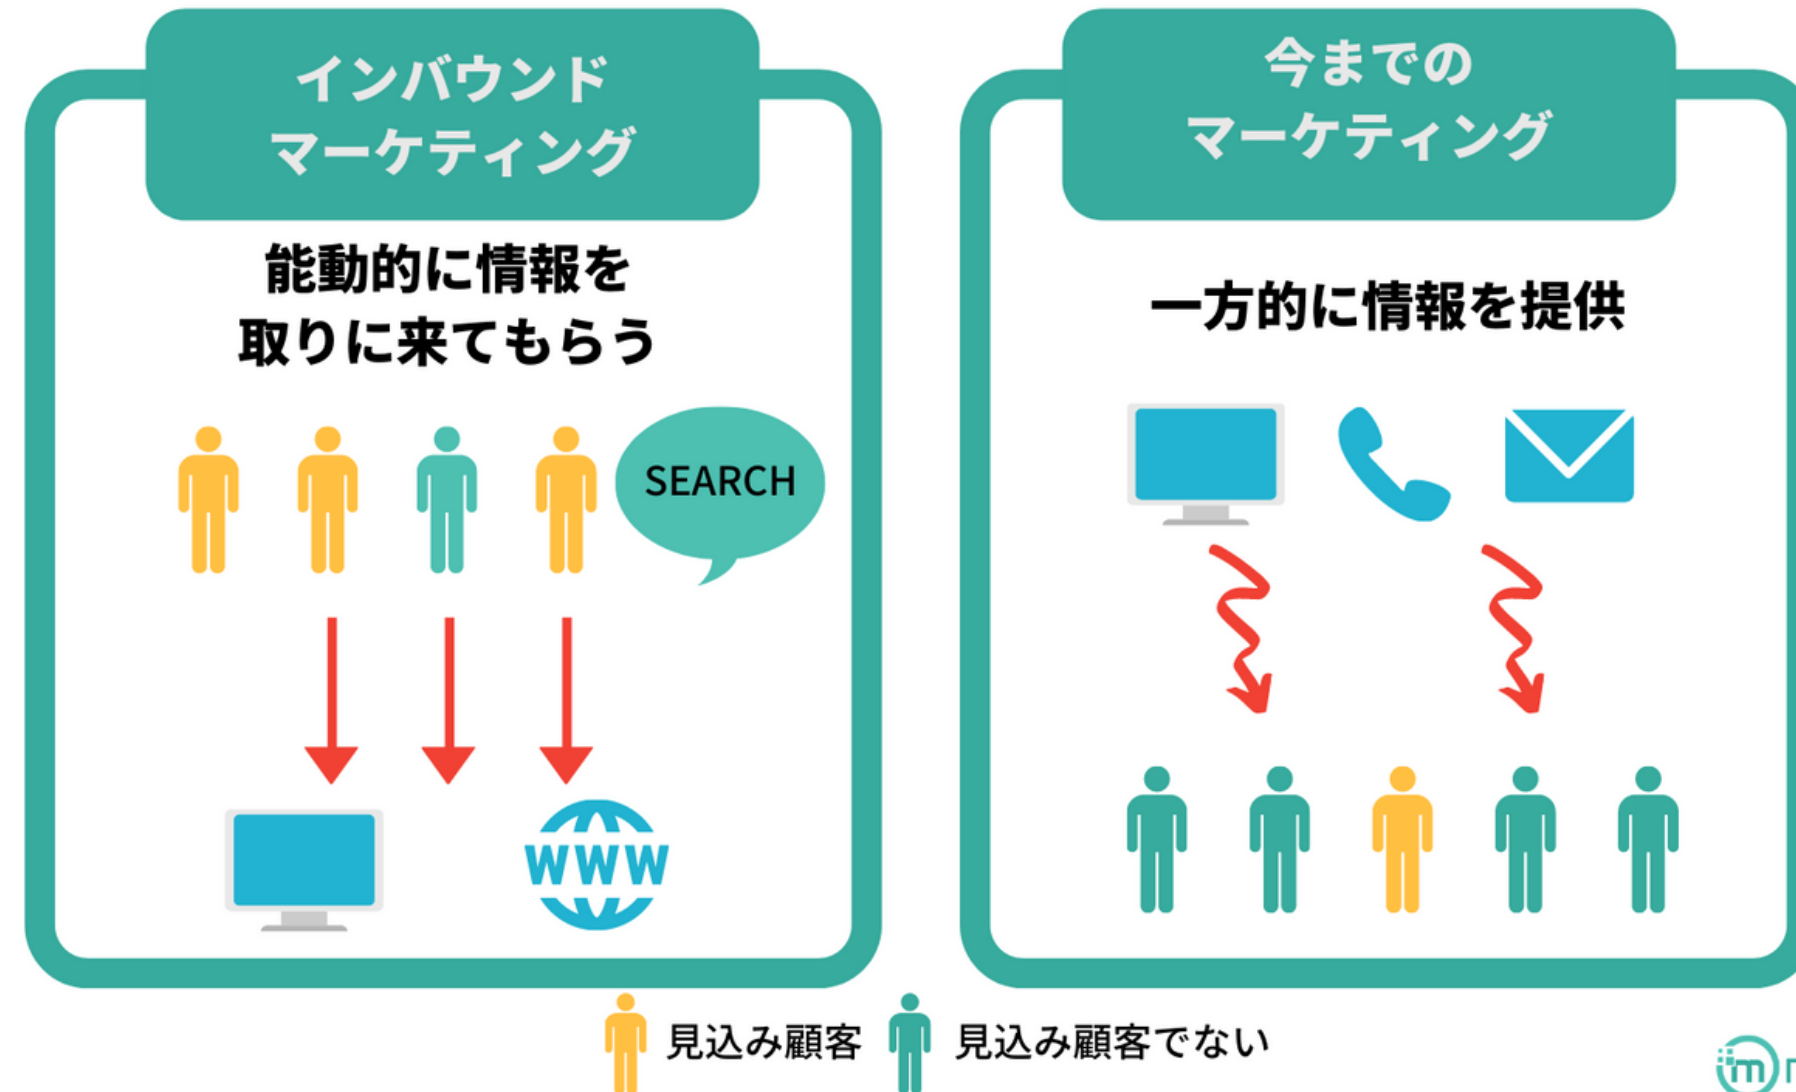 インバウンド
マーケティング
能動的に情報を
取りに来てもらう
SEARCH
WWW
今までの
マーケティング
一方的に情報を提供
見込み顧客
見込み顧客でない
m